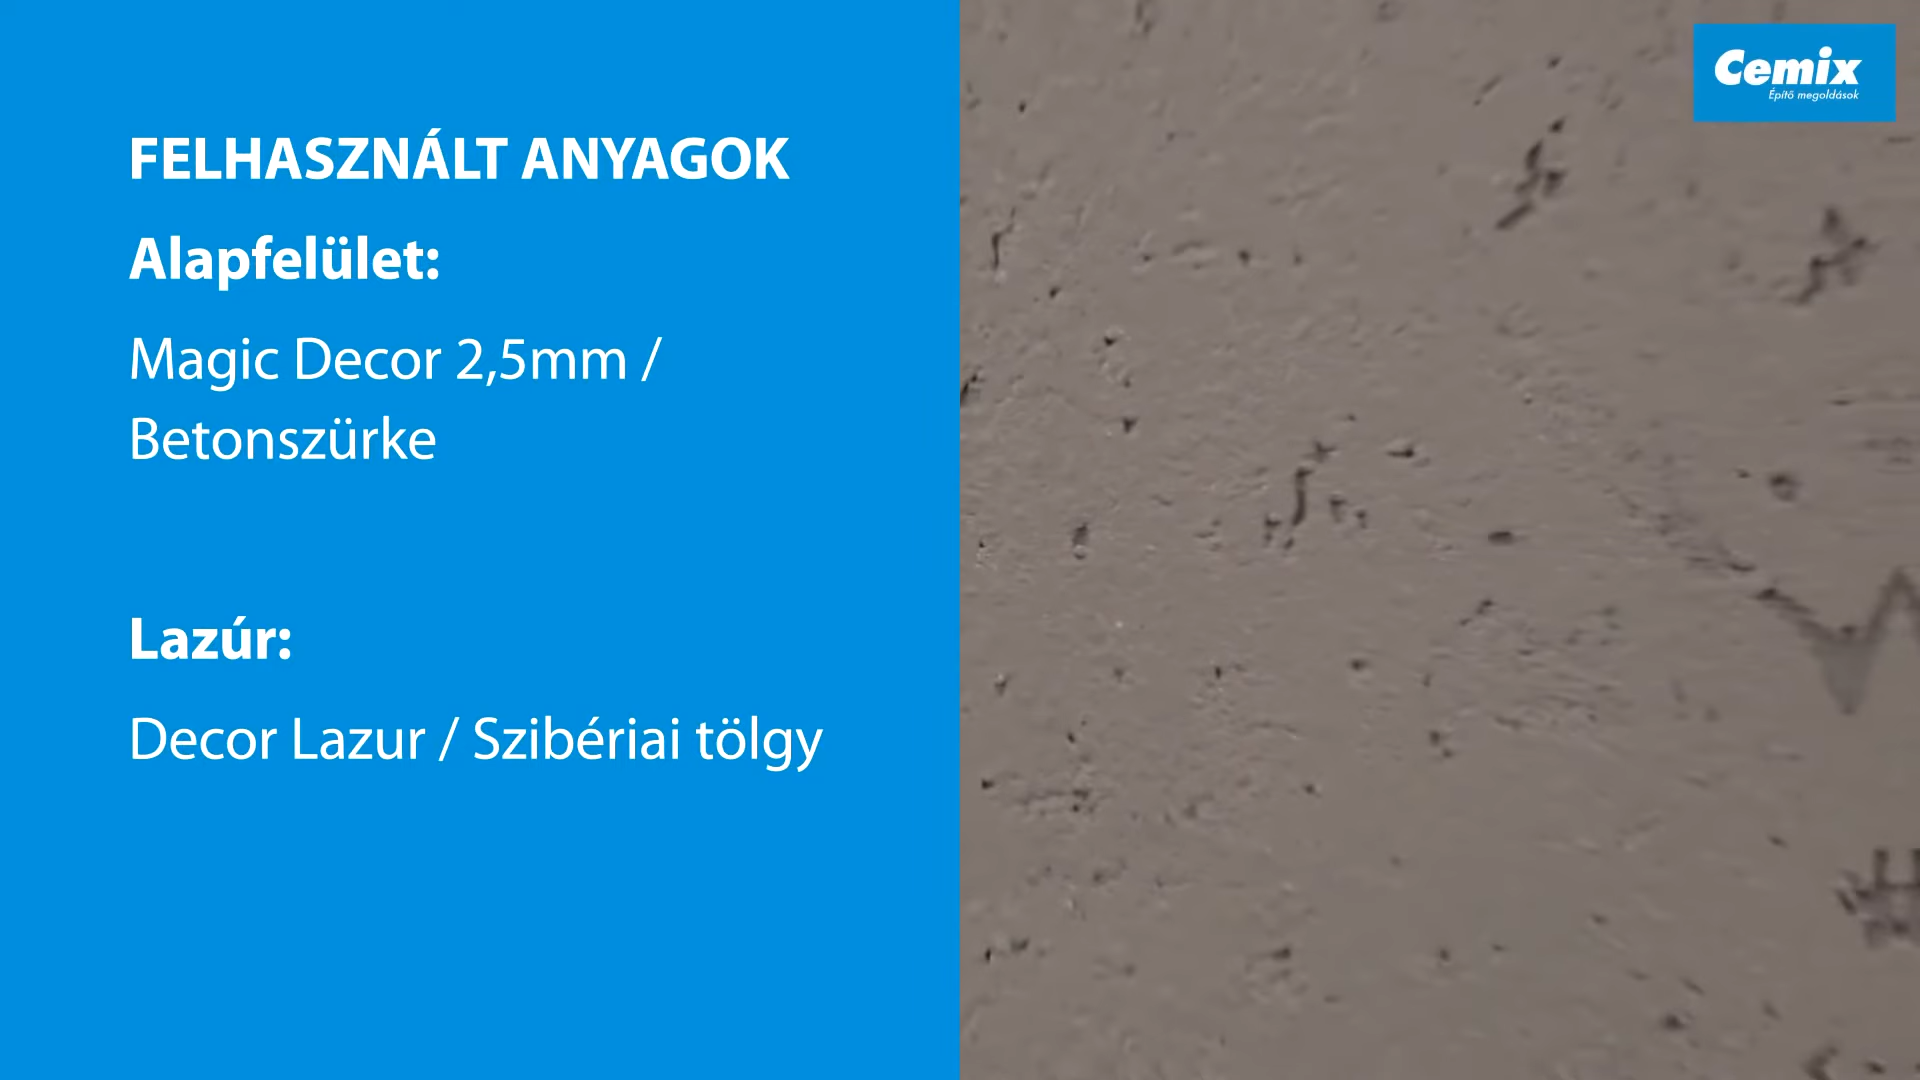 FELHASZNÁLT ANYAGOK
Alapfelület:
Magic Decor 2,5mm /
Betonszürke
Lazúr:
Decor Lazur / Szibériai tölgy
Cemix
Építő megoldások